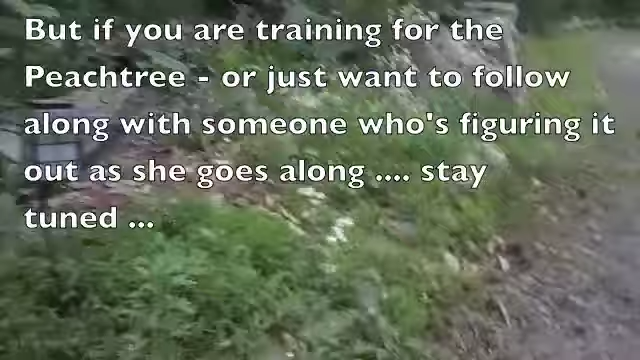 But if you are training for the
Peachtree - or just want to follow
along with someone who's figuring it
out as she goes along .... stay
tuned ...